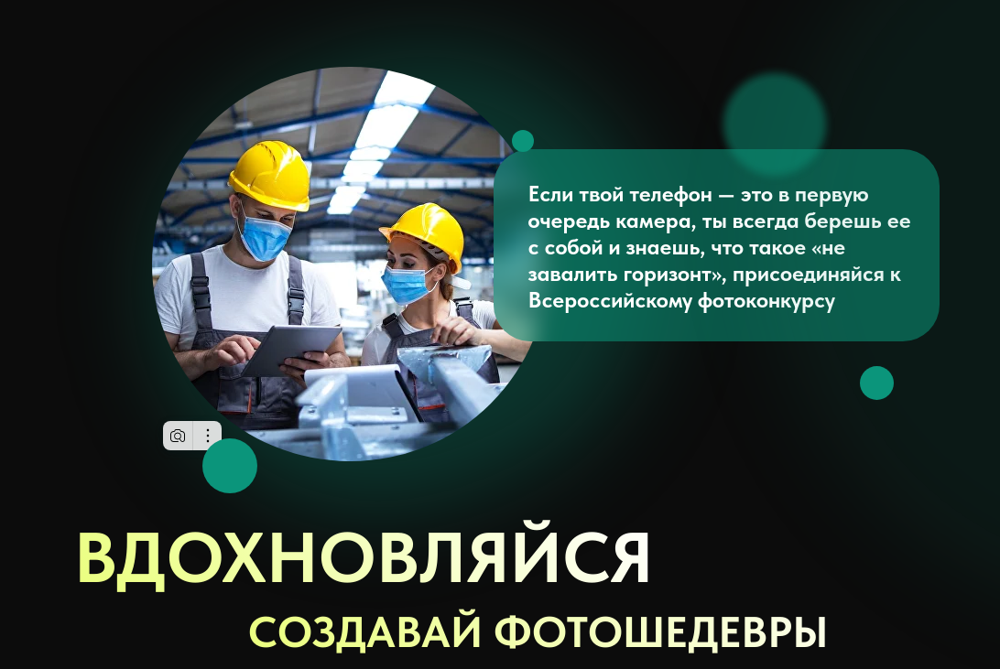 Если твой телефон — это в первую
очередь камера, ты всегда берешь ее
с собой и знаешь, что такое «не
завалить горизонт», присоединяйся к
Всероссийскому фотоконкурсу
ВДОХНОВЛЯЙСЯ
СОЗДАВАЙ ФОТОШЕДЕВРЫ